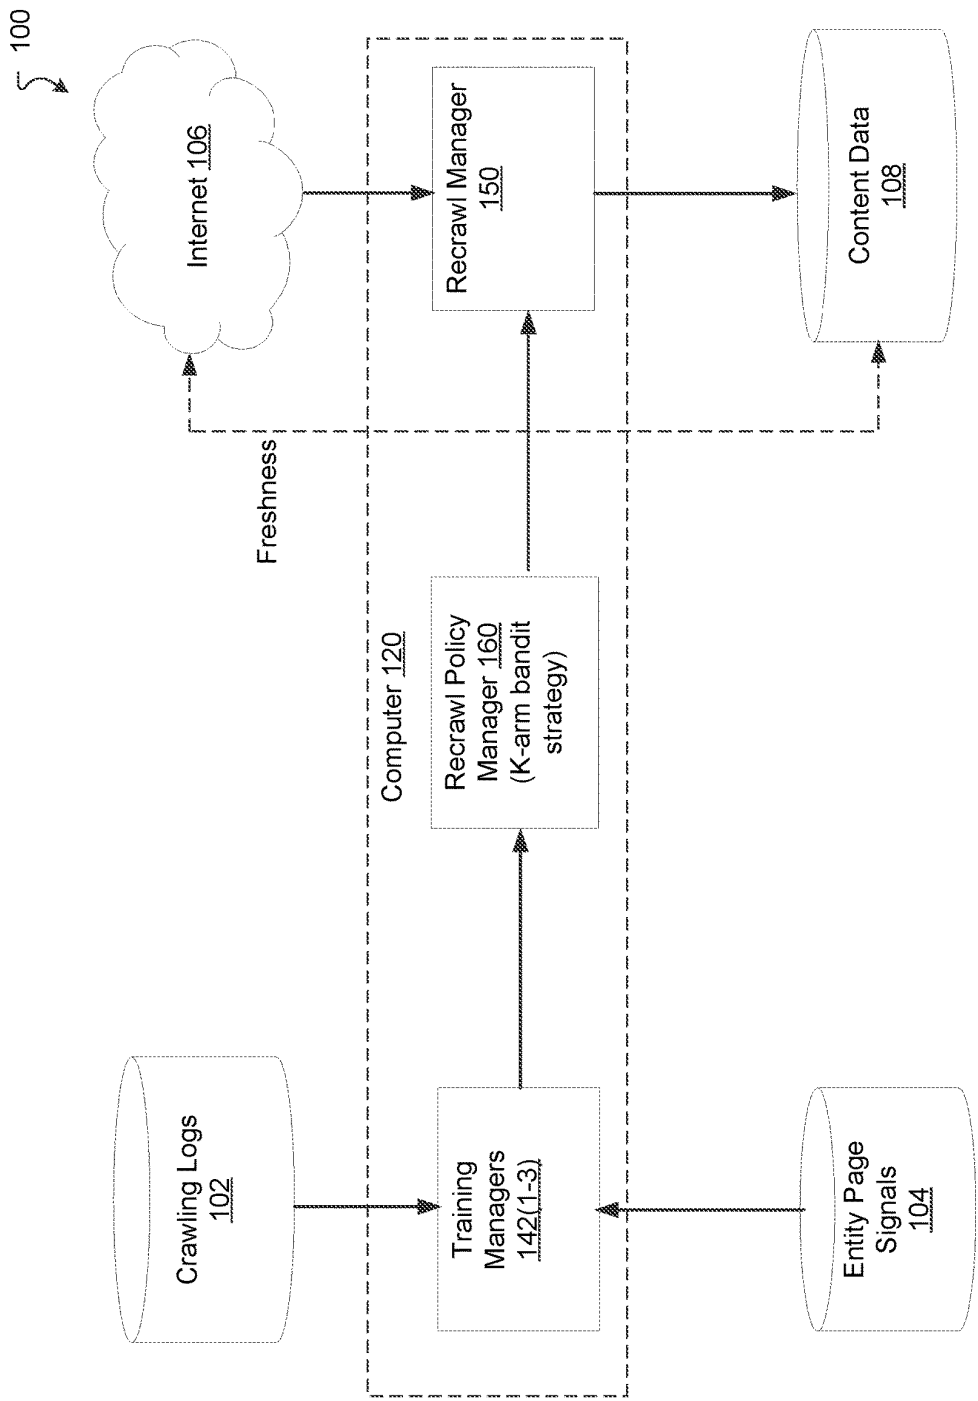 100
Crawling Logs
102
Internet 106
Freshness
Computer 120
Training
Managers
142(1-3)
Recrawl Policy
Manager 160
(K-arm bandit
strategy)
Recrawl Manager
150
Entity Page
Signals
104
Content Data
108